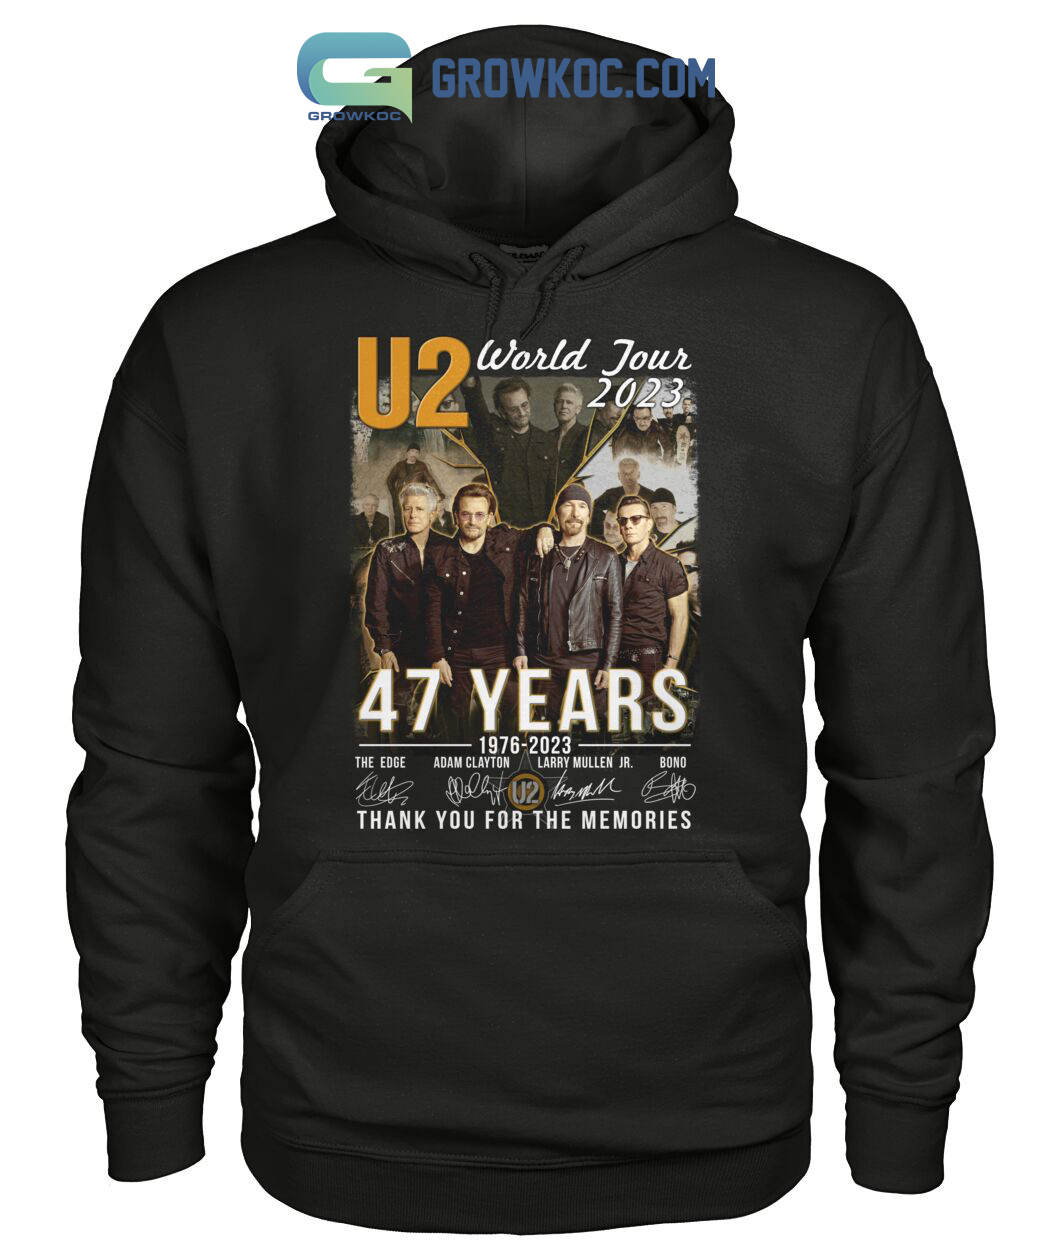 GROWKOC.COM
GROWKOC
U2 World Tour
2023
47 YEARS
1976-2023
THE EDGE ADAM CLAYTON LARRY MULLEN JR. BONO
U2
THANK YOU FOR THE MEMORIES